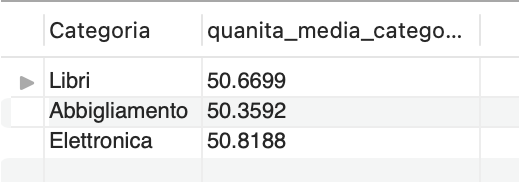 Categoria quanita_media_catego...
Libri 50.6699
Abbigliamento 50.3592
Elettronica 50.8188